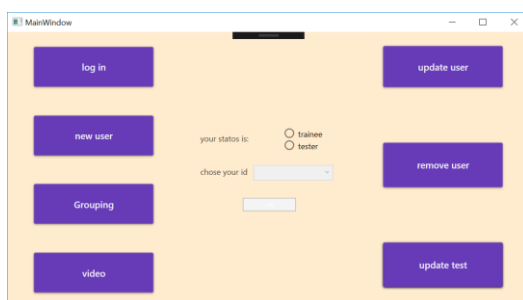 MainWindow
log in
new user
Grouping
video
your statos is:
trainee
tester
chose your id
update user
remove user
update test